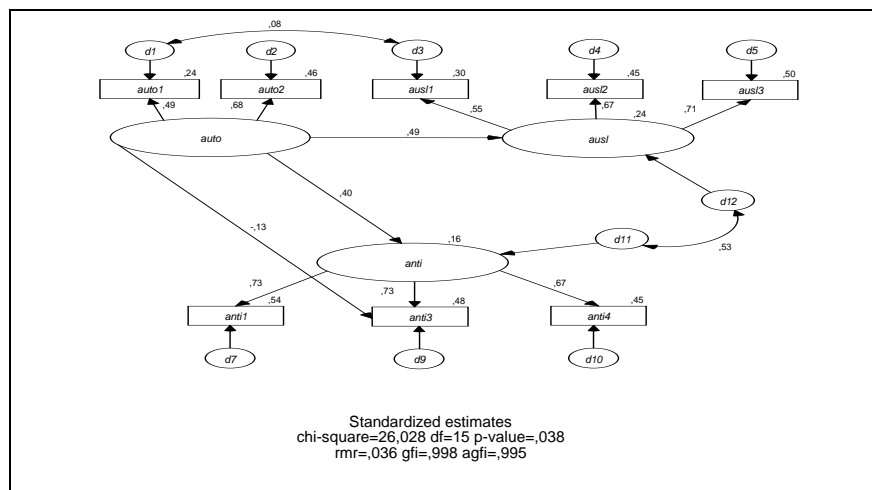 ,08
d1 d2 d3 d4 d5
,24 ,46 ,30 ,45 ,50
auto1 auto2 ausl1 ausl2 ausl3
,49 ,68 ,55 ,67 ,24 ,71
auto ,49 ausl
,40 d12
-,13 ,16 d11 ,53
anti
,73 ,73 ,67
,54 ,48 ,45
anti1 anti3 anti4
d7 d9 d10
Standardized estimates
chi-square=26,028 df=15 p-value=,038
rmr=,036 gfi=,998 agfi=,995